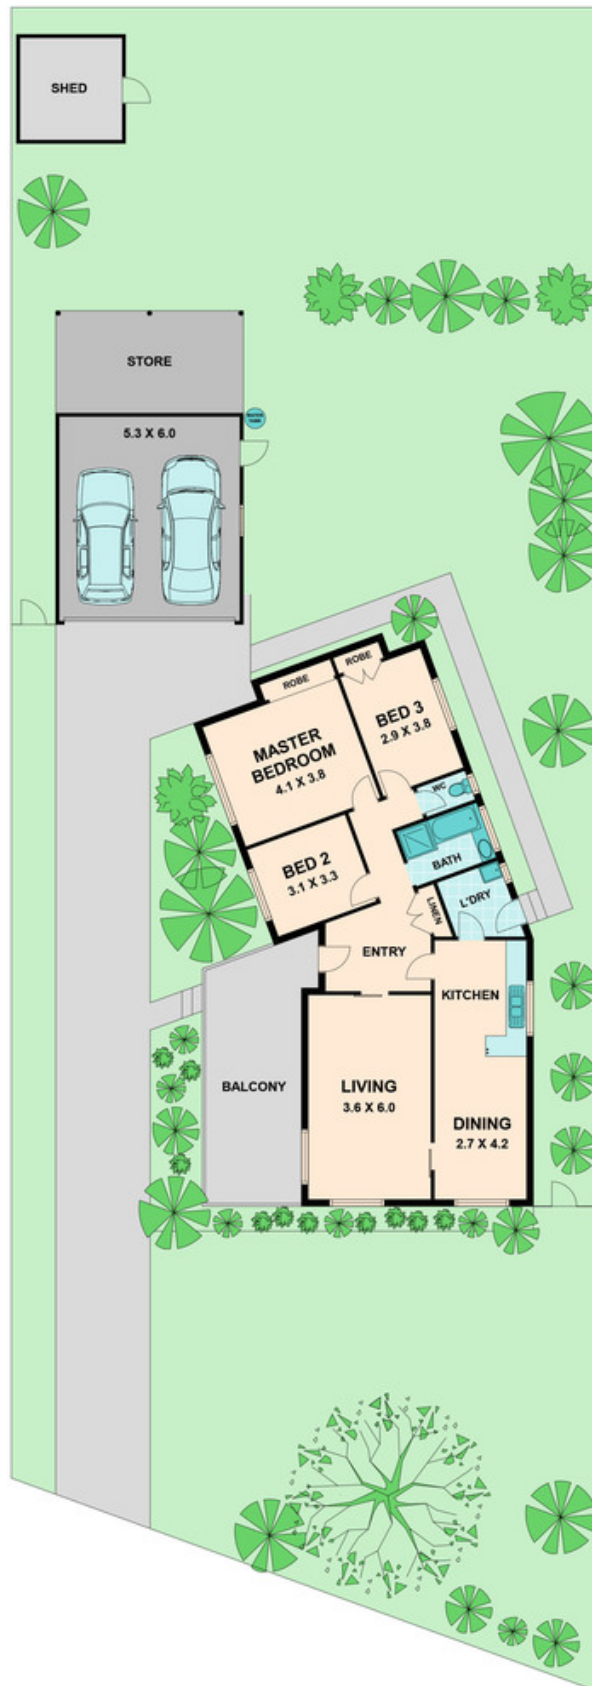 SHED
STORE
WATER
TANK
5.3 X 6.0
ROBE
ROBE
BED 3
2.9 X 3.8
MASTER
BEDROOM
4.1 X 3.8
WC
BED 2
3.1 X 3.3
BATH
L'DRY
LINEN
ENTRY
KITCHEN
BALCONY
LIVING
3.6 X 6.0
DINING
2.7 X 4.2